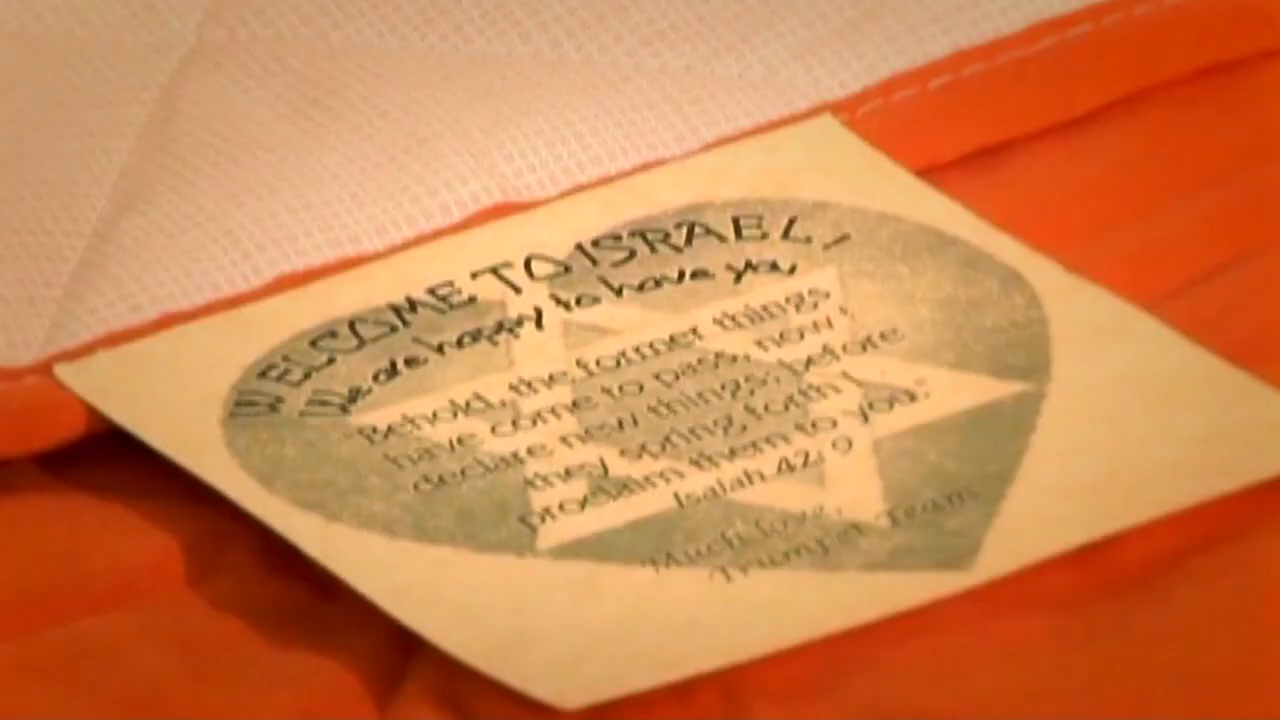 WELCOME TO ISRAEL!
We are happy to have you
"Behold, the former things
have come to pass, now I
declare new things; before
they spring forth I
proclaim them to you."
Isaiah 42:9
Much love,
Trumpet Team